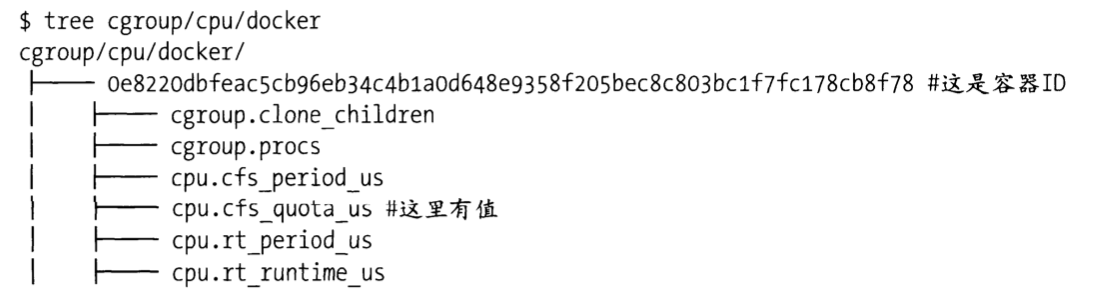 $ tree cgroup/cpu/docker
cgroup/cpu/docker/
├── 0e8220dbfeac5cb96eb34c4b1a0d648e9358f205bec8c803bc1f7fc178cb8f78 #这是容器ID
│   ├── cgroup.clone_children
│   ├── cgroup.procs
│   ├── cpu.cfs_period_us
│   ├── cpu.cfs_quota_us #这里有值
│   ├── cpu.rt_period_us
│   ├── cpu.rt_runtime_us